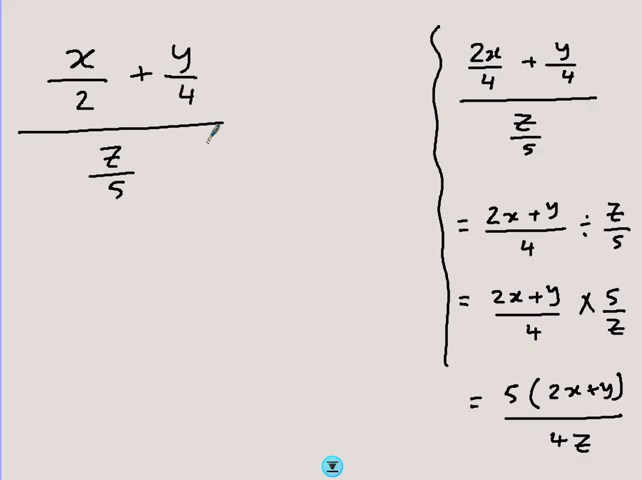 x/2 + y/4
z/5
2x/4 + y/4
z/5
= 2x+y/4 ÷ z/5
= 2x+y/4 × 5/z
= 5(2x+y)/4z